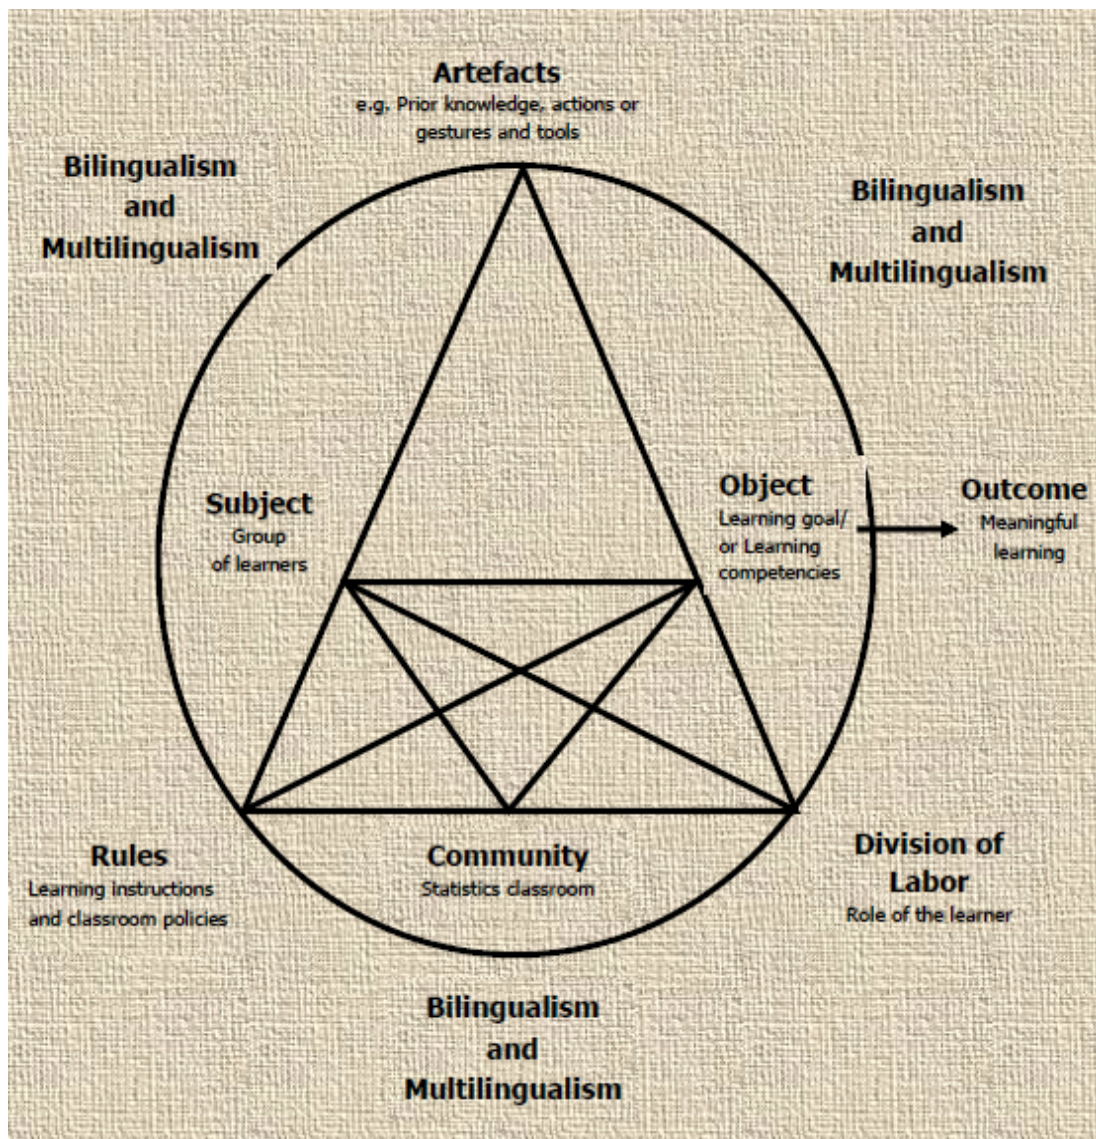 Artefacts
e.g. Prior knowledge, actions or
gestures and tools
Bilingualism
and
Multilingualism
Bilingualism
and
Multilingualism
Subject
Group
of learners
Object
Learning goal/
or Learning
competencies
Outcome
Meaningful
learning
Rules
Learning instructions
and classroom policies
Community
Statistics classroom
Division of
Labor
Role of the learner
Bilingualism
and
Multilingualism